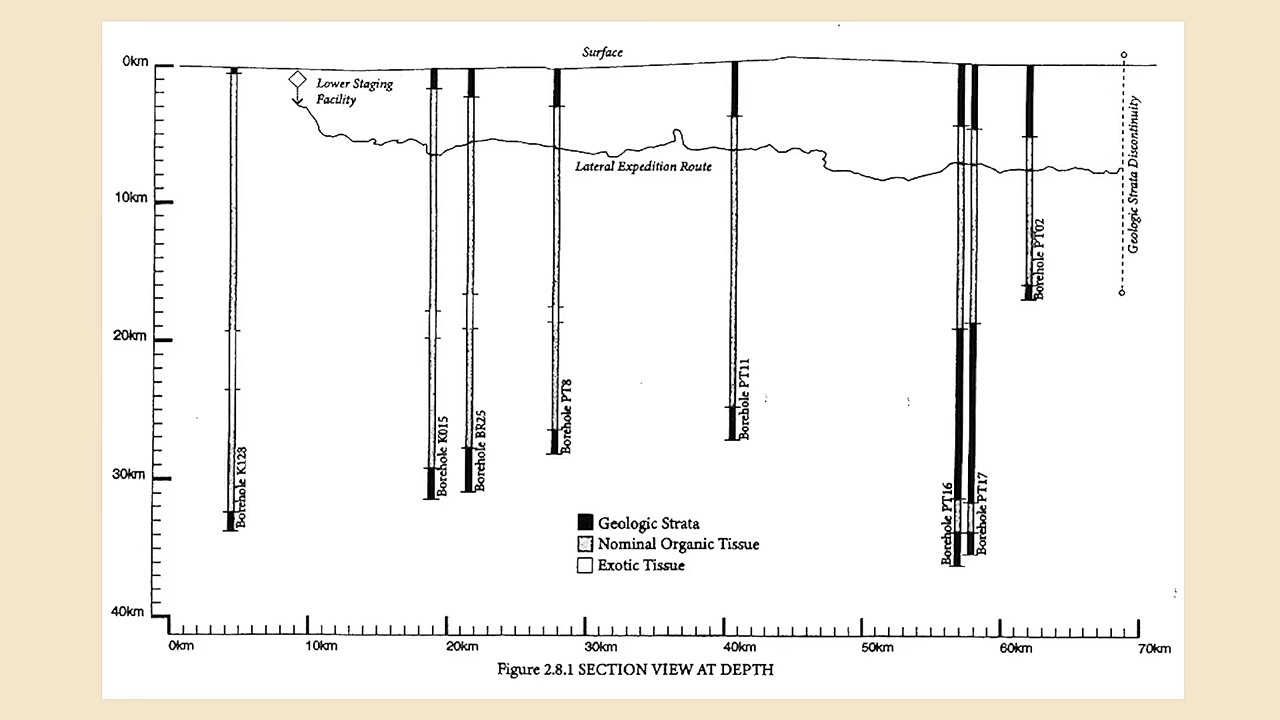 Surface
0km
Lower Staging
Facility
Lateral Expedition Route
Geologic Strata Discontinuity
10km
Borehole PT02
20km
Borehole PT11
Borehole PT8
Borehole K015
Borehole BR25
Borehole K128
30km
Borehole PT16
Borehole PT17
Geologic Strata
Nominal Organic Tissue
Exotic Tissue
40km
0km 10km 20km 30km 40km 50km 60km 70km
Figure 2.8.1 SECTION VIEW AT DEPTH